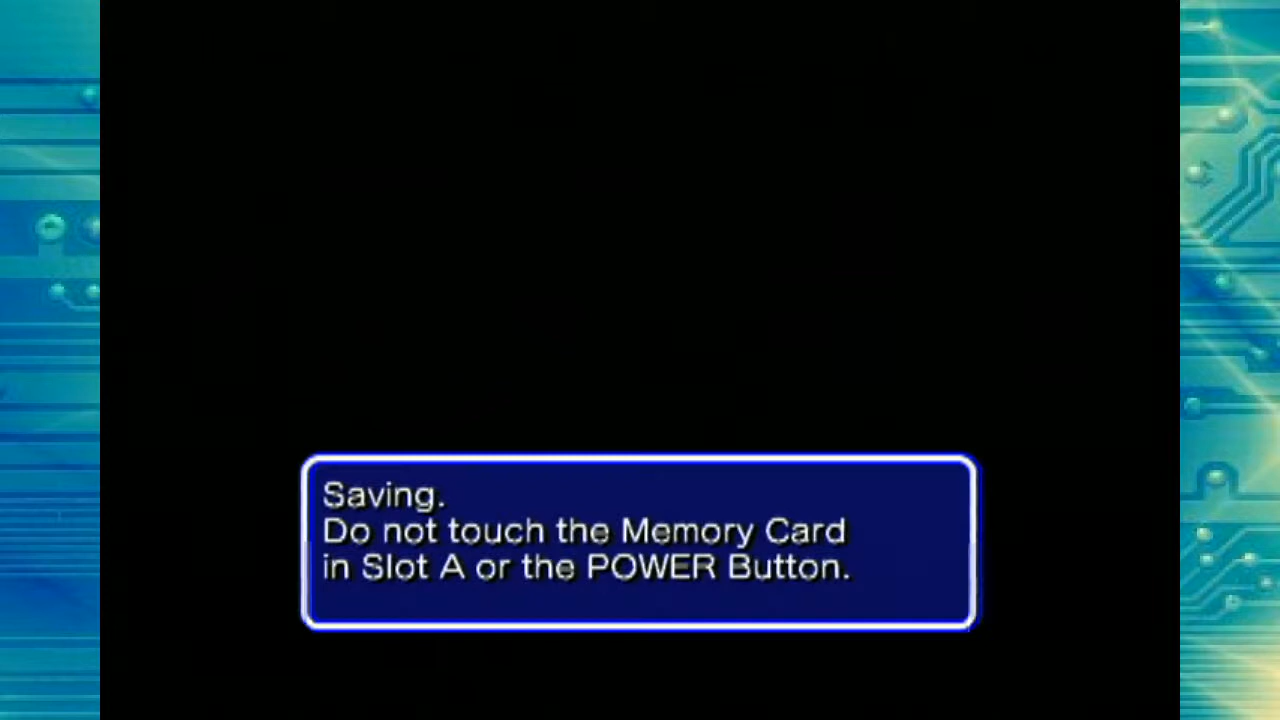 Saving.
Do not touch the Memory Card
in Slot A or the POWER Button.